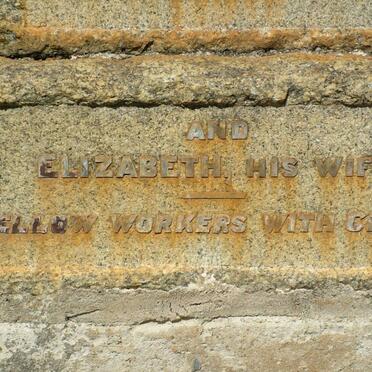 AND
ELIZABETH, HIS WIF
ELLOW WORKERS WITH